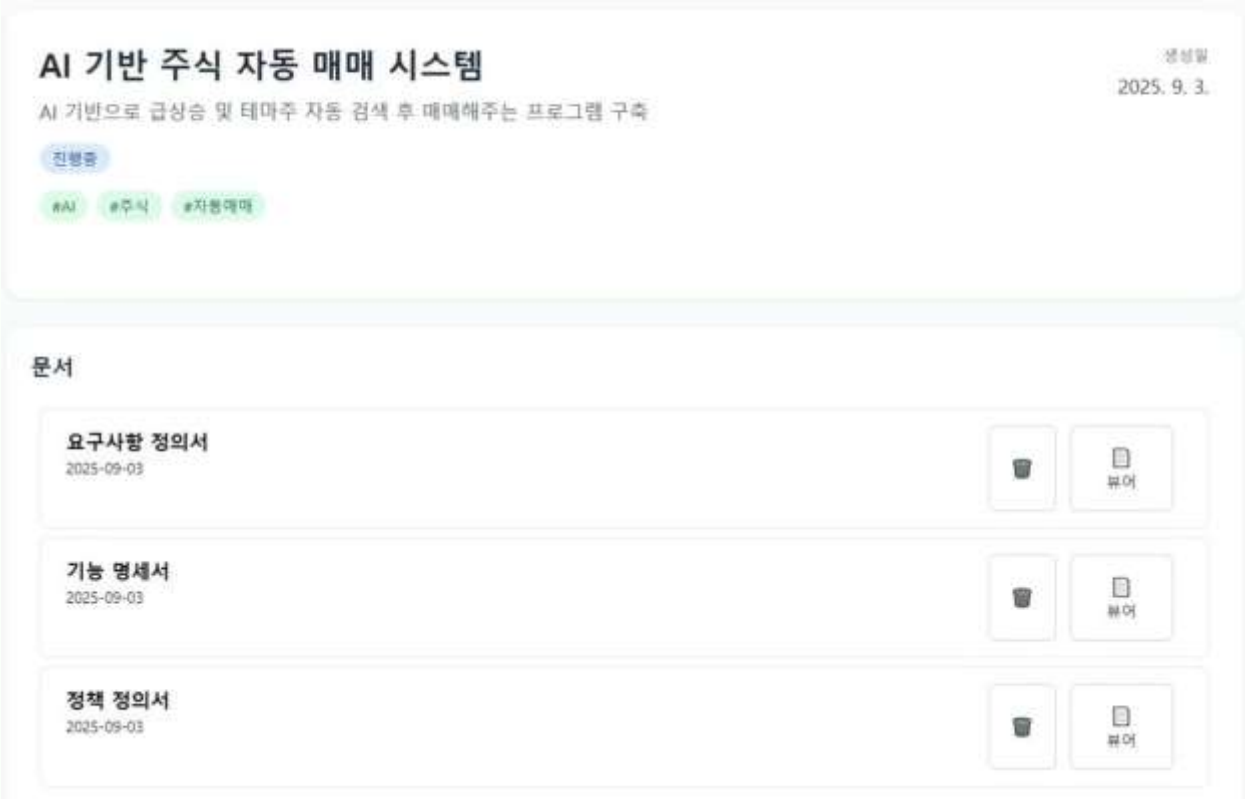 AI 기반 주식 자동 매매 시스템
생성일
2025. 9. 3.
AI 기반으로 급상승 및 테마주 자동 검색 후 매매해주는 프로그램 구축
진행중
#AI #주식 #자동매매
문서
요구사항 정의서
2025-09-03
뷰어
기능 명세서
2025-09-03
뷰어
정책 정의서
2025-09-03
뷰어